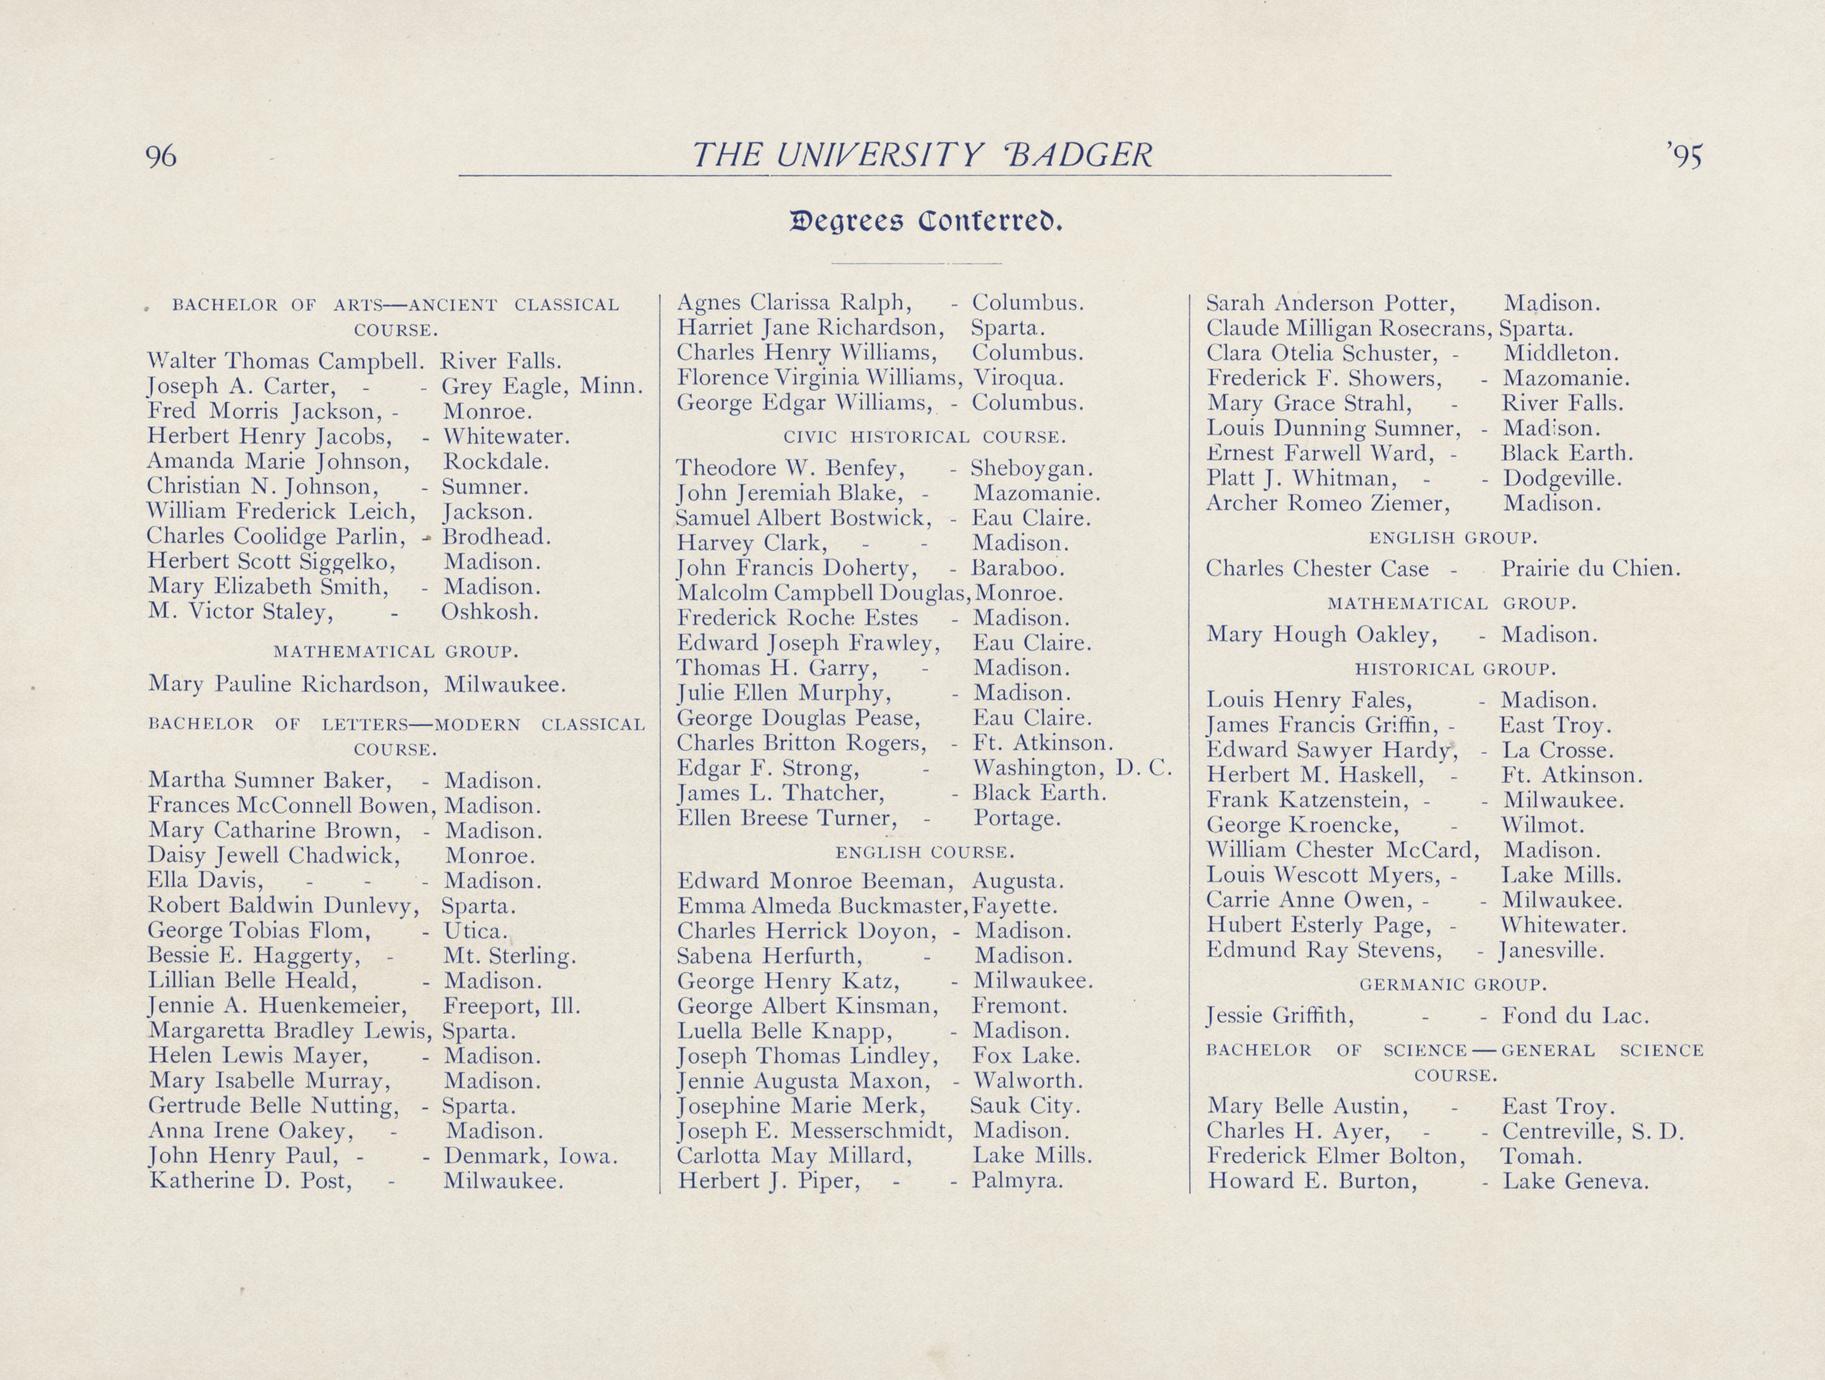 96
THE UNIVERSITY BADGER
'95
Degrees Conferred.
BACHELOR OF ARTS—ANCIENT CLASSICAL
COURSE.
Walter Thomas Campbell. River Falls.
Joseph A. Carter, - - Grey Eagle, Minn.
Fred Morris Jackson, - Monroe.
Herbert Henry Jacobs, - Whitewater.
Amanda Marie Johnson, Rockdale.
Christian N. Johnson, - Sumner.
William Frederick Leich, Jackson.
Charles Coolidge Parlin, - Brodhead.
Herbert Scott Siggelko, Madison.
Mary Elizabeth Smith, - Madison.
M. Victor Staley, - Oshkosh.
MATHEMATICAL GROUP.
Mary Pauline Richardson, Milwaukee.
BACHELOR OF LETTERS—MODERN CLASSICAL
COURSE.
Martha Sumner Baker, - Madison.
Frances McConnell Bowen, Madison.
Mary Catharine Brown, - Madison.
Daisy Jewell Chadwick, Monroe.
Ella Davis, - - - Madison.
Robert Baldwin Dunlevy, Sparta.
George Tobias Flom, - Utica.
Bessie E. Haggerty, - Mt. Sterling.
Lillian Belle Heald, - Madison.
Jennie A. Huenkemeier, Freeport, Ill.
Margaretta Bradley Lewis, Sparta.
Helen Lewis Mayer, - Madison.
Mary Isabelle Murray, Madison.
Gertrude Belle Nutting, - Sparta.
Anna Irene Oakey, - Madison.
John Henry Paul, - - Denmark, Iowa.
Katherine D. Post, - Milwaukee.
Agnes Clarissa Ralph, - Columbus.
Harriet Jane Richardson, Sparta.
Charles Henry Williams, Columbus.
Florence Virginia Williams, Viroqua.
George Edgar Williams, - Columbus.
CIVIC HISTORICAL COURSE.
Theodore W. Benfey, - Sheboygan.
John Jeremiah Blake, - Mazomanie.
Samuel Albert Bostwick, - Eau Claire.
Harvey Clark, - - Madison.
John Francis Doherty, - Baraboo.
Malcolm Campbell Douglas, Monroe.
Frederick Roche Estes - Madison.
Edward Joseph Frawley, Eau Claire.
Thomas H. Garry, - Madison.
Julie Ellen Murphy, - Madison.
George Douglas Pease, Eau Claire.
Charles Britton Rogers, - Ft. Atkinson.
Edgar F. Strong, - Washington, D. C.
James L. Thatcher, - Black Earth.
Ellen Breese Turner, - Portage.
ENGLISH COURSE.
Edward Monroe Beeman, Augusta.
Emma Almeda Buckmaster, Fayette.
Charles Herrick Doyon, - Madison.
Sabena Herfurth, - Madison.
George Henry Katz, - Milwaukee.
George Albert Kinsman, Fremont.
Luella Belle Knapp, - Madison.
Joseph Thomas Lindley, Fox Lake.
Jennie Augusta Maxon, - Walworth.
Josephine Marie Merk, Sauk City.
Joseph E. Messerschmidt, Madison.
Carlotta May Millard, Lake Mills.
Herbert J. Piper, - - Palmyra.
Sarah Anderson Potter, Madison.
Claude Milligan Rosecrans, Sparta.
Clara Otelia Schuster, - Middleton.
Frederick F. Showers, - Mazomanie.
Mary Grace Strahl, - River Falls.
Louis Dunning Sumner, - Madison.
Ernest Farwell Ward, - Black Earth.
Platt J. Whitman, - - Dodgeville.
Archer Romeo Ziemer, Madison.
ENGLISH GROUP.
Charles Chester Case - Prairie du Chien.
MATHEMATICAL GROUP.
Mary Hough Oakley, - Madison.
HISTORICAL GROUP.
Louis Henry Fales, - Madison.
James Francis Griffin, - East Troy.
Edward Sawyer Hardy, - La Crosse.
Herbert M. Haskell, - Ft. Atkinson.
Frank Katzenstein, - - Milwaukee.
George Kroencke, - Wilmot.
William Chester McCard, Madison.
Louis Wescott Myers, - Lake Mills.
Carrie Anne Owen, - - Milwaukee.
Hubert Esterly Page, - Whitewater.
Edmund Ray Stevens, - Janesville.
GERMANIC GROUP.
Jessie Griffith, - - Fond du Lac.
BACHELOR OF SCIENCE—GENERAL SCIENCE
COURSE.
Mary Belle Austin, - East Troy.
Charles H. Ayer, - - Centreville, S. D.
Frederick Elmer Bolton, Tomah.
Howard E. Burton, - Lake Geneva.